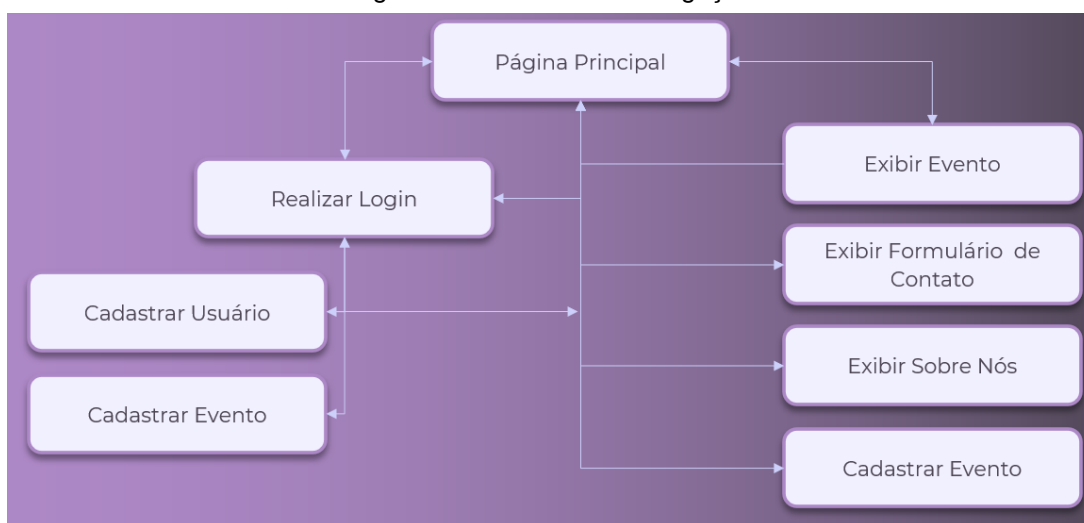 Página Principal
Exibir Evento
Realizar Login
Exibir Formulário de
Contato
Cadastrar Usuário
Exibir Sobre Nós
Cadastrar Evento
Cadastrar Evento